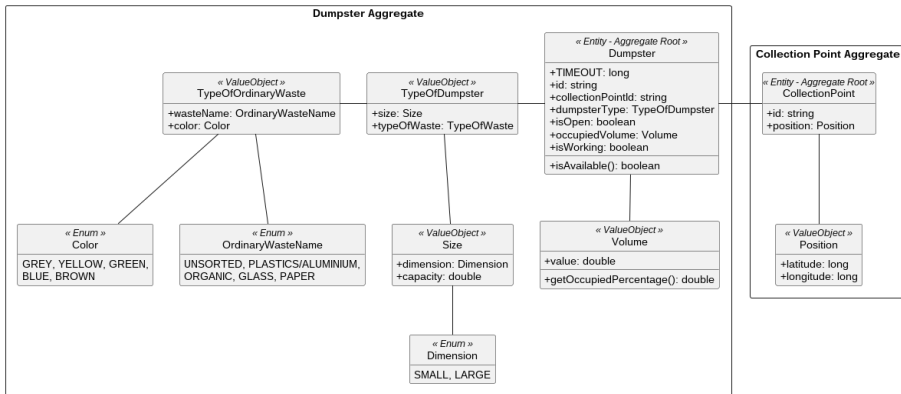 Dumpster Aggregate
« Entity - Aggregate Root »
Dumpster
+TIMEOUT: long
+id: string
+collectionPointId: string
+dumpsterType: TypeOfDumpster
+isOpen: boolean
+occupiedVolume: Volume
+isWorking: boolean
+isAvailable(): boolean
« ValueObject »
TypeOfOrdinaryWaste
+wasteName: OrdinaryWasteName
+color: Color
« ValueObject »
TypeOfDumpster
+size: Size
+typeOfWaste: TypeOfWaste
Collection Point Aggregate
« Entity - Aggregate Root »
CollectionPoint
+id: string
+position: Position
« Enum »
Color
GREY, YELLOW, GREEN,
BLUE, BROWN
« Enum »
OrdinaryWasteName
UNSORTED, PLASTICS/ALUMINIUM,
ORGANIC, GLASS, PAPER
« ValueObject »
Size
+dimension: Dimension
+capacity: double
« ValueObject »
Volume
+value: double
+getOccupiedPercentage(): double
« ValueObject »
Position
+latitude: long
+longitude: long
« Enum »
Dimension
SMALL, LARGE